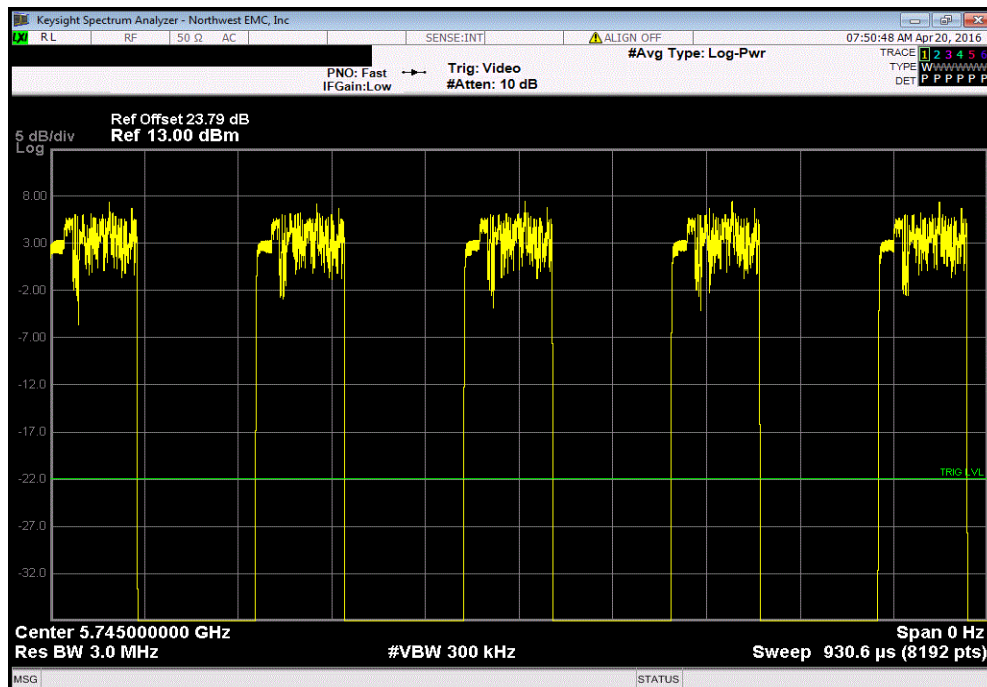 Keysight Spectrum Analyzer - Northwest EMC, Inc
LXI RL RF 50 Ω AC SENSE:INT ALIGN OFF 07:50:48 AM Apr 20, 2016
#Avg Type: Log-Pwr
TRACE 1 2 3 4 5 6
PNO: Fast Trig: Video TYPE WWWWWW
IFGain:Low #Atten: 10 dB DET P P P P P P
Ref Offset 23.79 dB
5 dB/div Ref 13.00 dBm
Log
8.00
3.00
-2.00
-7.00
-12.0
-17.0
TRIG LVL
-22.0
-27.0
-32.0
Center 5.745000000 GHz Span 0 Hz
Res BW 3.0 MHz #VBW 300 kHz Sweep 930.6 µs (8192 pts)
MSG STATUS